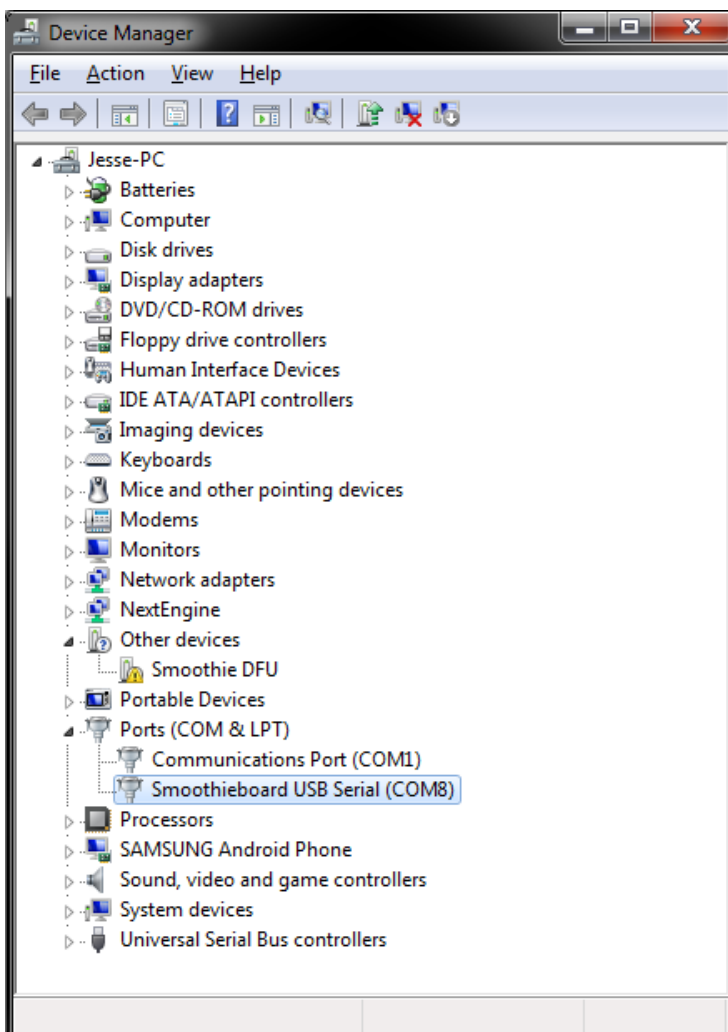 Device Manager
File Action View Help
Jesse-PC
Batteries
Computer
Disk drives
Display adapters
DVD/CD-ROM drives
Floppy drive controllers
Human Interface Devices
IDE ATA/ATAPI controllers
Imaging devices
Keyboards
Mice and other pointing devices
Modems
Monitors
Network adapters
NextEngine
Other devices
Smoothie DFU
Portable Devices
Ports (COM & LPT)
Communications Port (COM1)
Smoothieboard USB Serial (COM8)
Processors
SAMSUNG Android Phone
Sound, video and game controllers
System devices
Universal Serial Bus controllers